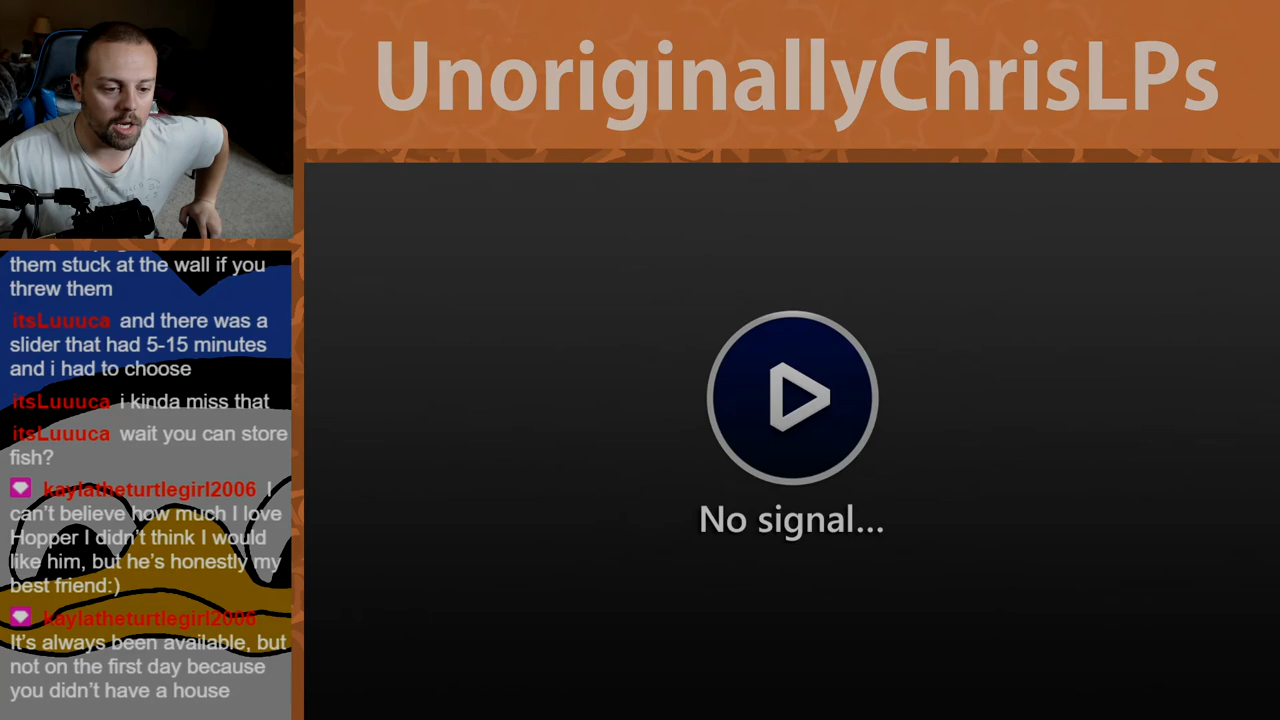 UnoriginallyChrisLPs
them stuck at the wall if you
threw them
itsLuuuca and there was a
slider that had 5-15 minutes
and i had to choose
itsLuuuca i kinda miss that
itsLuuuca wait you can store
fish?
kaylatheturtlegirl2006 I
can't believe how much I love
Hopper I didn't think I would
like him, but he's honestly my
best friend:)
kaylatheturtlegirl2006
It's always been available, but
not on the first day because
you didn't have a house
No signal...